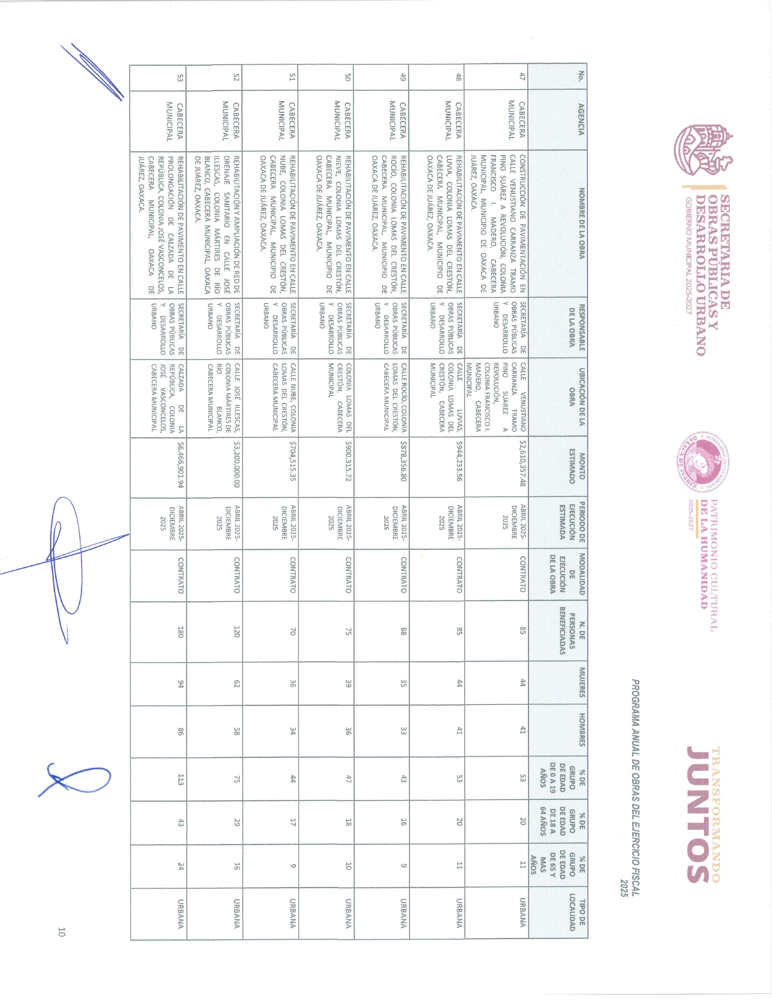 SECRETARIA DE
OBRAS PÚBLICAS Y
DESARROLLO URBANO
GOBIERNO MUNICIPAL 2025-2027
HONORABLE AYUNTAMIENTO
OAXACA DE JUÁREZ
PATRIMONIO CULTURAL
DE LA HUMANIDAD
2025-2027
TRANSFORMANDO
JUNTOS
PROGRAMA ANUAL DE OBRAS DEL EJERCICIO FISCAL
2025
No. AGENCIA NOMBRE DE LA OBRA RESPONSABLE DE LA OBRA UBICACIÓN DE LA OBRA MONTO ESTIMADO PERIODO DE EJECUCIÓN ESTIMADA MODALIDAD DE EJECUCIÓN DE LA OBRA N. DE PERSONAS BENEFICIADAS MUJERES HOMBRES % DE GRUPO DE EDAD DE 0 A 19 AÑOS % DE GRUPO DE EDAD DE 18 A 64 AÑOS % DE GRUPO DE EDAD DE 65 Y MAS AÑOS TIPO DE LOCALIDAD
47 CABECERA MUNICIPAL CONSTRUCCIÓN DE PAVIMENTACIÓN EN CALLE VENUSTIANO CARRANZA TRAMO PINO SUÁREZ A REVOLUCIÓN, COLONIA FRANCISCO I. MADERO, CABECERA MUNICIPAL, MUNICIPIO DE OAXACA DE JUÁREZ, OAXACA. SECRETARÍA DE OBRAS PÚBLICAS Y DESARROLLO URBANO CALLE VENUSTIANO CARRANZA TRAMO PINO SUAREZ A REVOLUCIÓN, COLONIA FRANCISCO I. MADERO, CABECERA MUNICIPAL $2,610,357.48 ABRIL 2025-DICIEMBRE 2025 CONTRATO 85 44 41 53 20 11 URBANA
48 CABECERA MUNICIPAL REHABILITACIÓN DE PAVIMENTO EN CALLE LUVIA, COLONIA LOMAS DEL CRESTÓN, CABECERA MUNICIPAL, MUNICIPIO DE OAXACA DE JUÁREZ, OAXACA. SECRETARÍA DE OBRAS PÚBLICAS Y DESARROLLO URBANO CALLE LUVIAS, COLONIA LOMAS DEL CRESTÓN, CABECERA MUNICIPAL $944,233.56 ABRIL 2025-DICIEMBRE 2025 CONTRATO 85 44 41 53 20 11 URBANA
49 CABECERA MUNICIPAL REHABILITACIÓN DE PAVIMENTO EN CALLE ROCÍO, COLONIA LOMAS DEL CRESTÓN, CABECERA MUNICIPAL, MUNICIPIO DE OAXACA DE JUÁREZ, OAXACA. SECRETARÍA DE OBRAS PÚBLICAS Y DESARROLLO URBANO CALLE ROCÍO, COLONIA LOMAS DEL CRESTÓN, CABECERA MUNICIPAL $878,356.80 ABRIL 2025-DICIEMBRE 2025 CONTRATO 68 35 33 43 16 9 URBANA
50 CABECERA MUNICIPAL REHABILITACIÓN DE PAVIMENTO EN CALLE NIEVE, COLONIA LOMAS DEL CRESTÓN, CABECERA MUNICIPAL, MUNICIPIO DE OAXACA DE JUÁREZ, OAXACA. SECRETARÍA DE OBRAS PÚBLICAS Y DESARROLLO URBANO COLONIA LOMAS DEL CRESTÓN, CABECERA MUNICIPAL $900,315.72 ABRIL 2025-DICIEMBRE 2025 CONTRATO 75 39 36 47 18 10 URBANA
51 CABECERA MUNICIPAL REHABILITACIÓN DE PAVIMENTO EN CALLE NUBE, COLONIA LOMAS DEL CRESTÓN, CABECERA MUNICIPAL, MUNICIPIO DE OAXACA DE JUÁREZ, OAXACA. SECRETARÍA DE OBRAS PÚBLICAS Y DESARROLLO URBANO CALLE NUBE, COLONIA LOMAS DEL CRESTÓN, CABECERA MUNICIPAL $704,515.35 ABRIL 2025-DICIEMBRE 2025 CONTRATO 70 36 34 44 17 9 URBANA
52 CABECERA MUNICIPAL REHABILITACIÓN Y AMPLIACIÓN DE RED DE DRENAJE SANITARIO EN CALLE JOSÉ ILLESCAS, COLONIA MÁRTIRES DE RÍO BLANCO, CABECERA MUNICIPAL, OAXACA DE JUÁREZ, OAXACA. SECRETARÍA DE OBRAS PÚBLICAS Y DESARROLLO URBANO CALLE JOSÉ ILLESCAS, COLONIA MÁRTIRES DE RÍO BLANCO, CABECERA MUNICIPAL $3,200,000.00 ABRIL 2025-DICIEMBRE 2025 CONTRATO 120 62 58 75 29 16 URBANA
53 CABECERA MUNICIPAL REHABILITACIÓN DE PAVIMENTO EN CALLE PROLONGACIÓN DE CALZADA DE LA REPÚBLICA, COLONIA JOSÉ VASCONCELOS, CABECERA MUNICIPAL, OAXACA DE JUÁREZ, OAXACA. SECRETARÍA DE OBRAS PÚBLICAS Y DESARROLLO URBANO CALZADA DE LA REPÚBLICA, COLONIA JOSÉ VASCONCELOS, CABECERA MUNICIPAL $6,466,901.94 ABRIL 2025-DICIEMBRE 2025 CONTRATO 180 94 86 113 43 24 URBANA
10